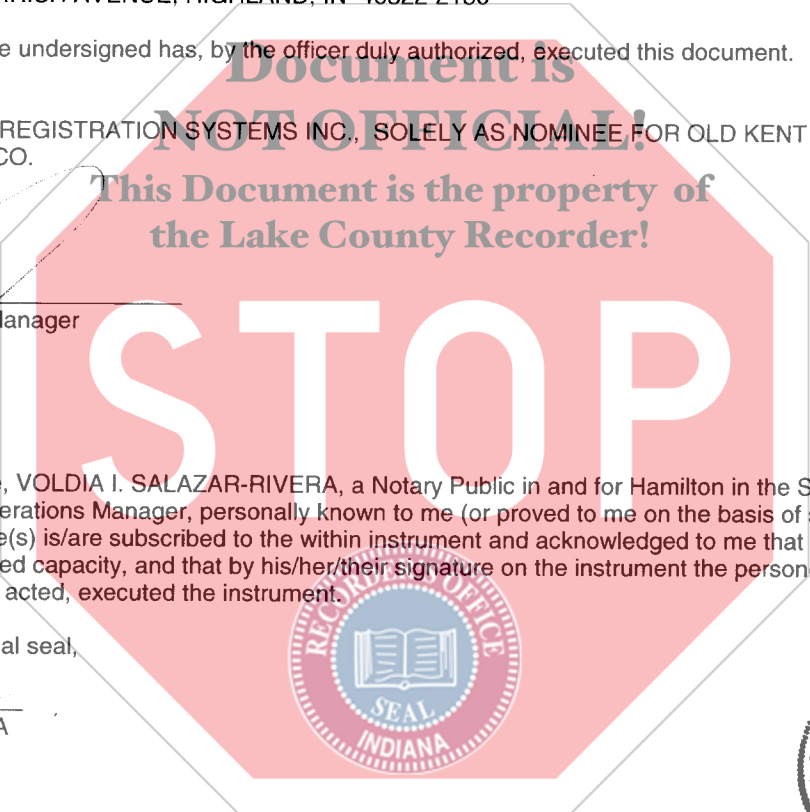 AVENUE, HIGHLAND, IN
e undersigned has, by the officer duly authorized, executed this document.
Document is
NOT OFFICIAL!
REGISTRATION SYSTEMS INC., SOLELY AS NOMINEE FOR OLD KENT
CO.
This Document is the property of
the Lake County Recorder!
anager
STOP
, VOLDIA I. SALAZAR-RIVERA, a Notary Public in and for Hamilton in the S
erations Manager, personally known to me (or proved to me on the basis of s
e(s) is/are subscribed to the within instrument and acknowledged to me that
ed capacity, and that by his/her/their signature on the instrument the person
acted, executed the instrument.
RECORDER'S OFFICE
al seal,
SEAL
INDIANA
A